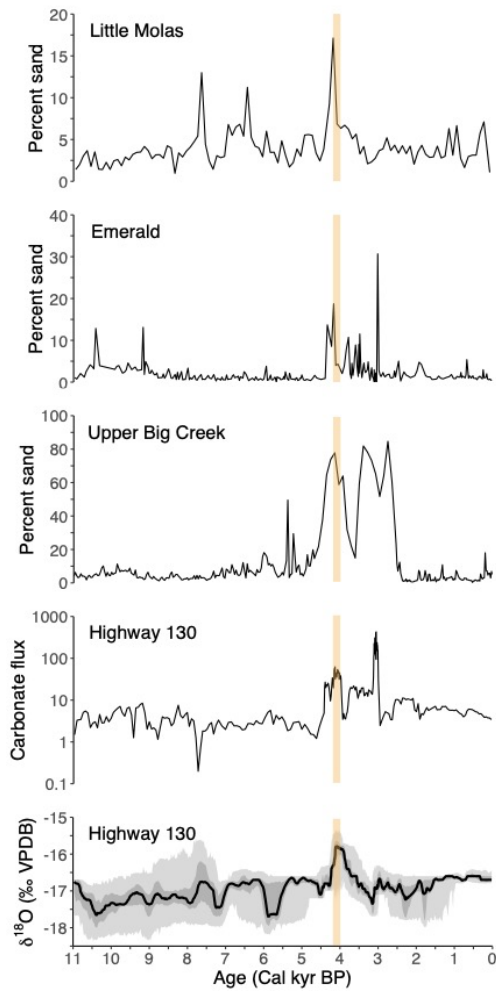 20
15
10
5
0
Percent sand
Little Molas
40
30
20
10
0
Percent sand
Emerald
100
80
60
40
20
0
Percent sand
Upper Big Creek
1000
100
10
1
0.1
Carbonate flux
Highway 130
-15
-16
-17
-18
δ¹⁸O (‰ VPDB)
Highway 130
11 10 9 8 7 6 5 4 3 2 1 0
Age (Cal kyr BP)